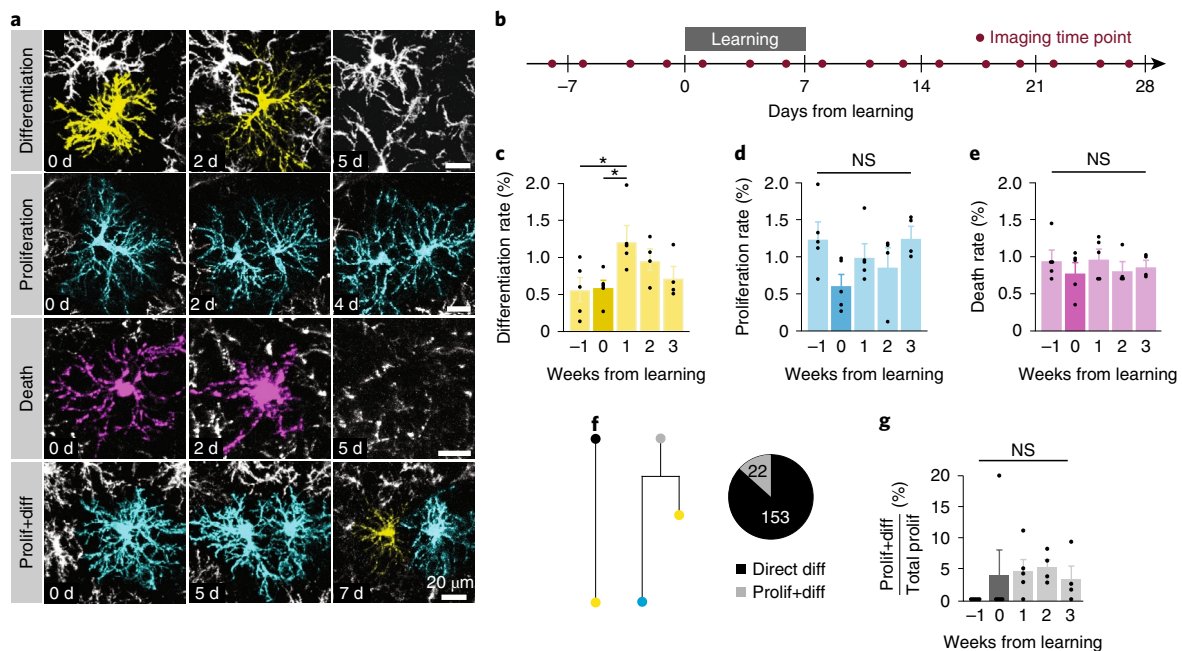 a
Differentiation
0 d
2 d
5 d
Proliferation
0 d
2 d
4 d
Death
0 d
2 d
5 d
Prolif+diff
0 d
5 d
7 d
20 μm
b
Learning
Imaging time point
–7
0
7
14
21
28
Days from learning
c
Differentiation rate (%)
*
*
2.0
1.5
1.0
0.5
0
–1 0 1 2 3
Weeks from learning
d
Proliferation rate (%)
NS
2.0
1.5
1.0
0.5
0
–1 0 1 2 3
Weeks from learning
e
Death rate (%)
NS
2.0
1.5
1.0
0.5
0
–1 0 1 2 3
Weeks from learning
f
22
153
Direct diff
Prolif+diff
g
Prolif+diff
Total prolif
(%)
NS
20
15
10
5
0
–1 0 1 2 3
Weeks from learning